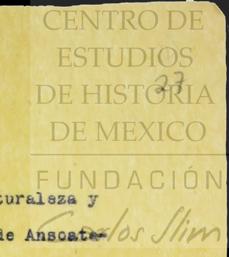 CENTRO DE
ESTUDIOS
DE HISTORIA
27
DE MEXICO
FUNDACIÓN
turaleza y
Carlos Slim
de Ansoate-